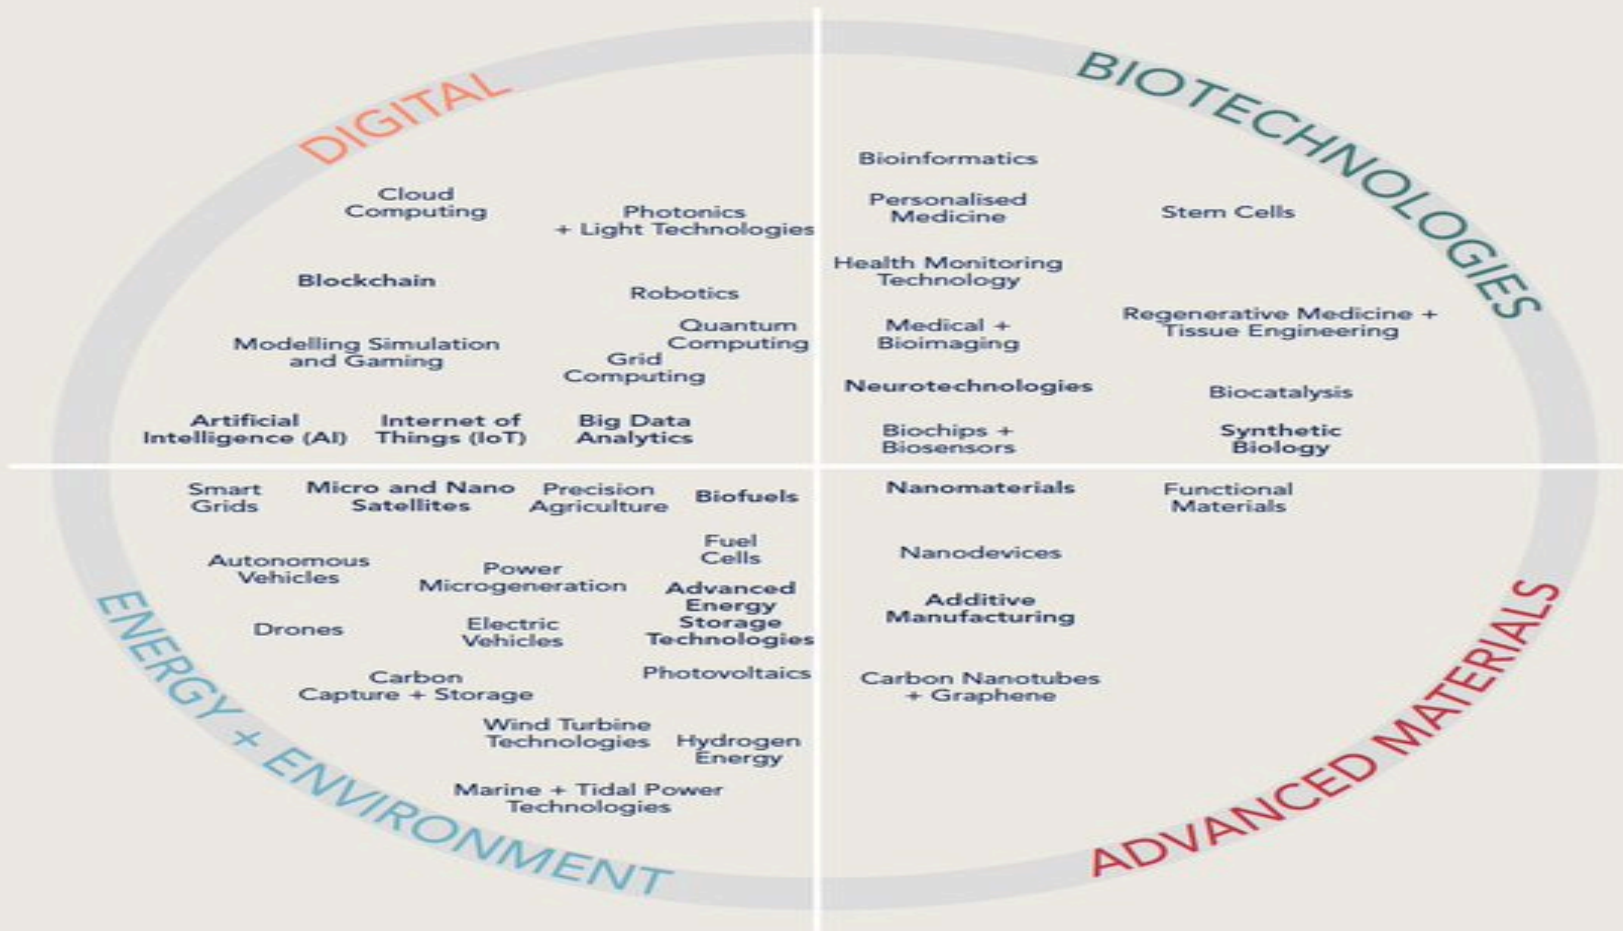 DIGITAL
Cloud
Computing
Photonics
+ Light Technologies
Blockchain
Robotics
Quantum
Computing
Modelling Simulation
and Gaming
Grid
Computing
Artificial
Intelligence (AI)
Internet of
Things (IoT)
Big Data
Analytics
BIOTECHNOLOGIES
Bioinformatics
Personalised
Medicine
Stem Cells
Health Monitoring
Technology
Regenerative Medicine +
Tissue Engineering
Medical +
Bioimaging
Neurotechnologies
Biocatalysis
Biochips +
Biosensors
Synthetic
Biology
ENERGY + ENVIRONMENT
Smart
Grids
Micro and Nano
Satellites
Precision
Agriculture
Biofuels
Fuel
Cells
Autonomous
Vehicles
Power
Microgeneration
Advanced
Energy
Storage
Technologies
Drones
Electric
Vehicles
Carbon
Capture + Storage
Photovoltaics
Wind Turbine
Technologies
Hydrogen
Energy
Marine + Tidal Power
Technologies
ADVANCED MATERIALS
Nanomaterials
Functional
Materials
Nanodevices
Additive
Manufacturing
Carbon Nanotubes
+ Graphene